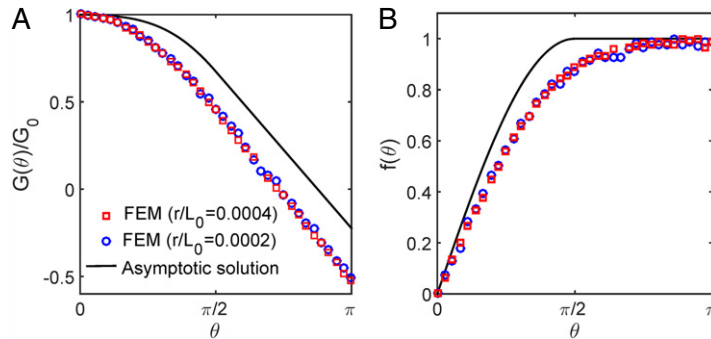 A
B
G(θ)/G₀
1
0.5
0
-0.5
FEM (r/L₀=0.0004)
FEM (r/L₀=0.0002)
Asymptotic solution
0
π/2
π
θ
f(θ)
1
0.8
0.6
0.4
0.2
0
0
π/2
π
θ